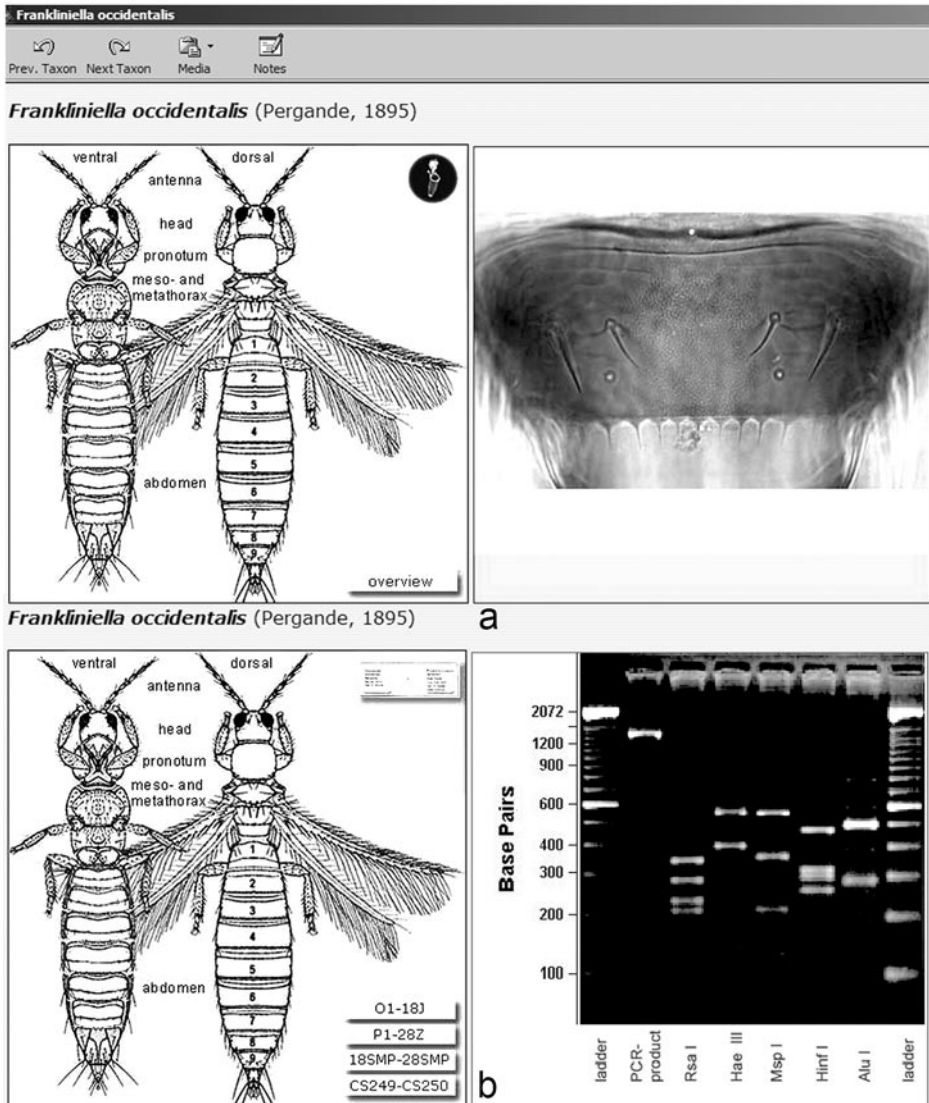 Frankliniella occidentalis
Prev. Taxon Next Taxon Media Notes
Frankliniella occidentalis (Pergande, 1895)
ventral dorsal
antenna
head
pronotum
meso- and
metathorax
1
2
3
4
5
abdomen
6
7
8
9
overview
a
Frankliniella occidentalis (Pergande, 1895)
ventral dorsal
antenna
head
pronotum
meso- and
metathorax
1
2
3
4
5
abdomen
6
7
8
9
O1-18J
P1-28Z
18SMP-28SMP
CS249-CS250
Base Pairs
2072
1200
900
600
400
300
200
100
ladder
PCR-
product
Rsa I
Hae III
Msp I
Hinf I
Alu I
ladder
b